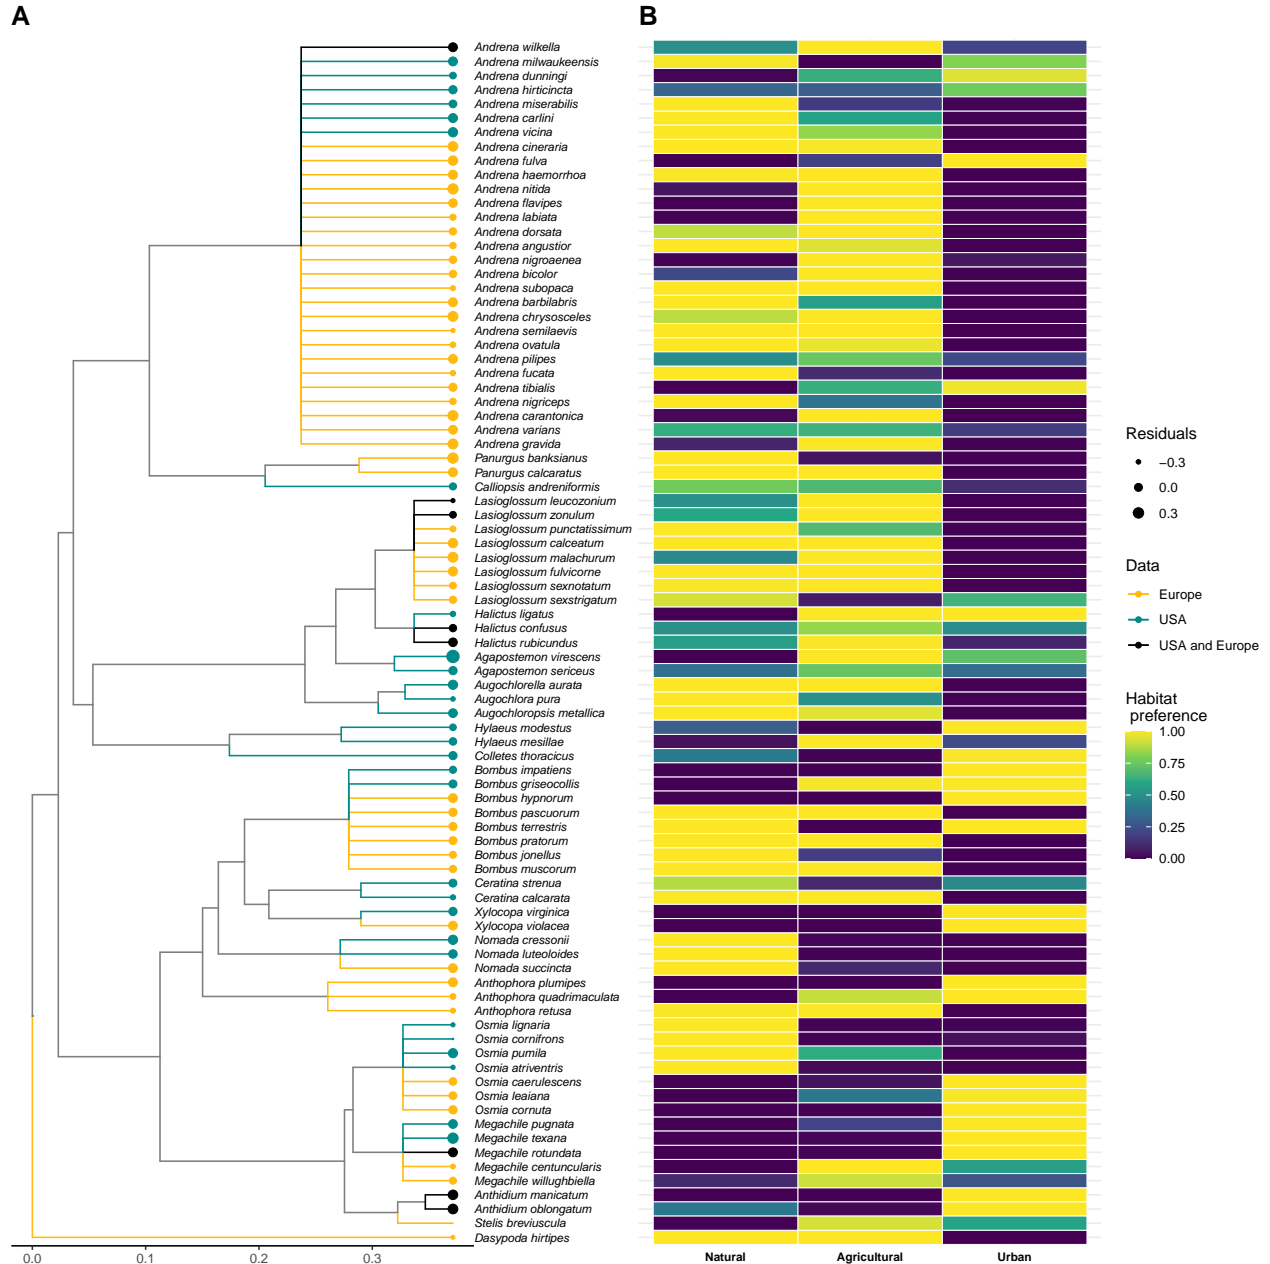 A
B
Andrena wilkella
Andrena milwaukeensis
Andrena dunningi
Andrena hirticincta
Andrena miserabilis
Andrena carlini
Andrena vicina
Andrena cineraria
Andrena fulva
Andrena haemorrhoa
Andrena nitida
Andrena flavipes
Andrena labiata
Andrena dorsata
Andrena angustior
Andrena nigroaenea
Andrena bicolor
Andrena subopaca
Andrena barbilabris
Andrena chrysosceles
Andrena semilaevis
Andrena ovatula
Andrena pilipes
Andrena fucata
Andrena tibialis
Andrena nigriceps
Andrena carantonica
Andrena varians
Andrena gravida
Panurgus banksianus
Panurgus calcaratus
Calliopsis andreniformis
Lasioglossum leucozonium
Lasioglossum zonulum
Lasioglossum punctatissimum
Lasioglossum calceatum
Lasioglossum malachurum
Lasioglossum fulvicorne
Lasioglossum sexnotatum
Lasioglossum sexstrigatum
Halictus ligatus
Halictus confusus
Halictus rubicundus
Agapostemon virescens
Agapostemon sericeus
Augochlorella aurata
Augochlora pura
Augochloropsis metallica
Hylaeus modestus
Hylaeus mesillae
Colletes thoracicus
Bombus impatiens
Bombus griseocollis
Bombus hypnorum
Bombus pascuorum
Bombus terrestris
Bombus pratorum
Bombus jonellus
Bombus muscorum
Ceratina strenua
Ceratina calcarata
Xylocopa virginica
Xylocopa violacea
Nomada cressonii
Nomada luteoloides
Nomada succincta
Anthophora plumipes
Anthophora quadrimaculata
Anthophora retusa
Osmia lignaria
Osmia cornifrons
Osmia pumila
Osmia atriventris
Osmia caerulescens
Osmia leaiana
Osmia cornuta
Megachile pugnata
Megachile texana
Megachile rotundata
Megachile centuncularis
Megachile willughbiella
Anthidium manicatum
Anthidium oblongatum
Stelis breviuscula
Dasypoda hirtipes
0.0 0.1 0.2 0.3
Natural Agricultural Urban
Residuals
−0.3
0.0
0.3
Data
Europe
USA
USA and Europe
Habitat
preference
1.00
0.75
0.50
0.25
0.00